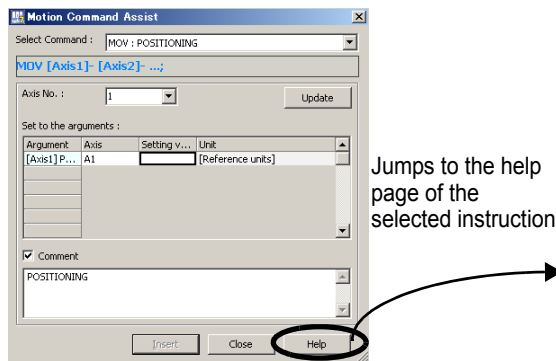 Motion Command Assist
Select Command : MOV : POSITIONING
MOV [Axis1]- [Axis2]- ...;
Axis No. : 1 Update
Set to the arguments :
Argument Axis Setting v... Unit
[Axis1] P... A1 [Reference units]
Comment
POSITIONING
Insert Close Help
Jumps to the help
page of the
selected instruction